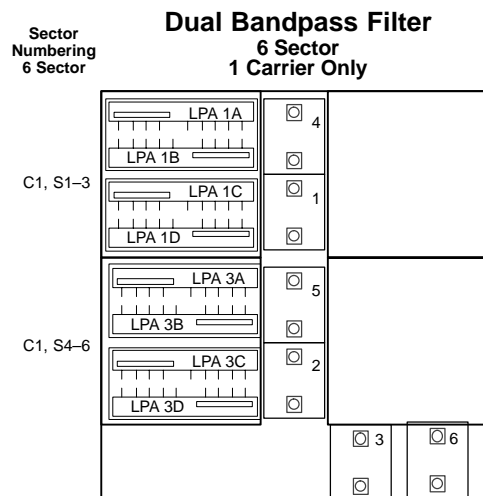 Dual Bandpass Filter
6 Sector
1 Carrier Only
Sector
Numbering
6 Sector
LPA 1A
4
LPA 1B
C1, S1–3
LPA 1C
1
LPA 1D
LPA 3A
5
LPA 3B
C1, S4–6
LPA 3C
2
LPA 3D
3
6